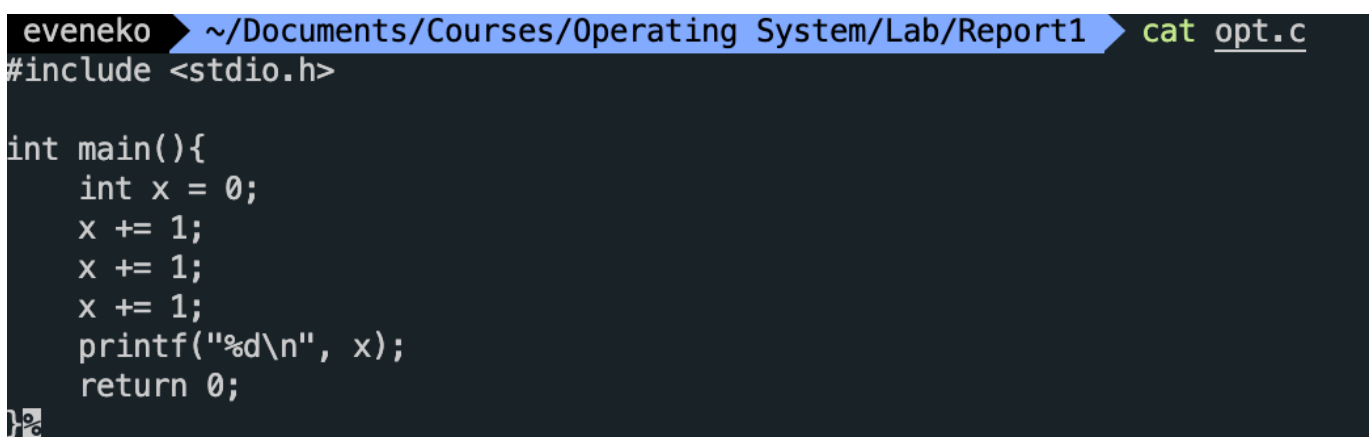 eveneko ~/Documents/Courses/Operating System/Lab/Report1 cat opt.c
#include <stdio.h>

int main(){
    int x = 0;
    x += 1;
    x += 1;
    x += 1;
    printf("%d\n", x);
    return 0;
}%